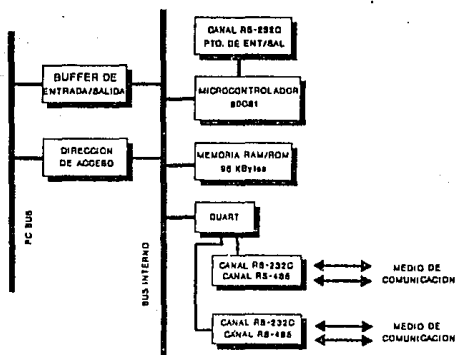 CANAL RS-232C
PTO. DE ENT/SAL
BUFFER DE
ENTRADA/SALIDA
MICROCONTROLADOR
80C31
DIRECCION
DE ACCESO
MEMORIA RAM/ROM
96 KBytes
PC BUS
BUS INTERNO
DUART
CANAL RS-232C
CANAL RS-485
MEDIO DE
COMUNICACION
CANAL RS-232C
CANAL RS-485
MEDIO DE
COMUNICACION